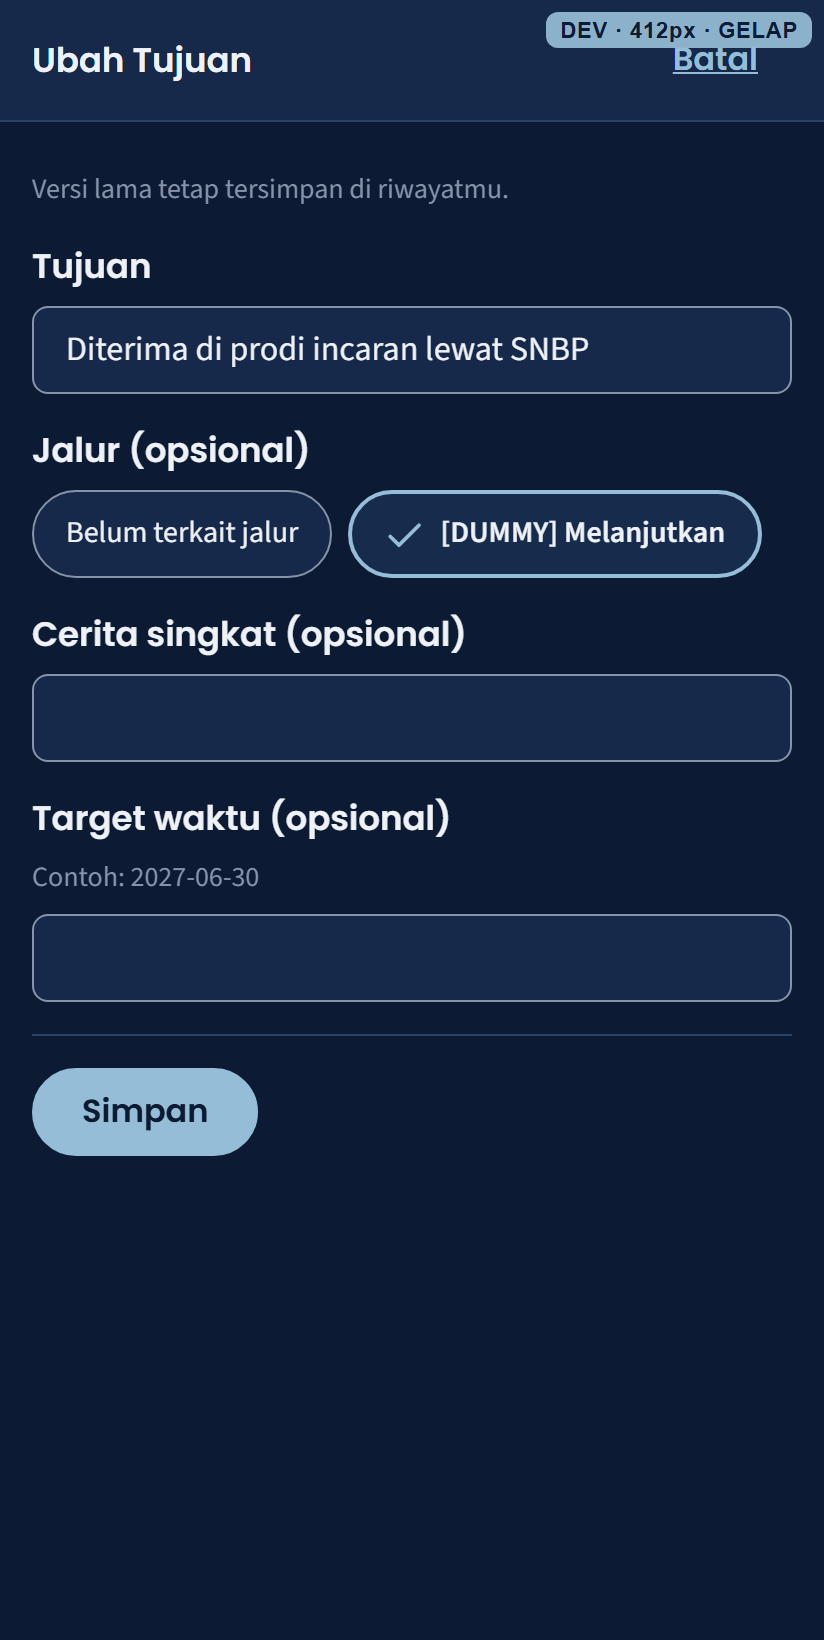 DEV · 412px · GELAP
Ubah Tujuan
Batal
Versi lama tetap tersimpan di riwayatmu.
Tujuan
Diterima di prodi incaran lewat SNBP
Jalur (opsional)
Belum terkait jalur
[DUMMY] Melanjutkan
Cerita singkat (opsional)
Target waktu (opsional)
Contoh: 2027-06-30
Simpan